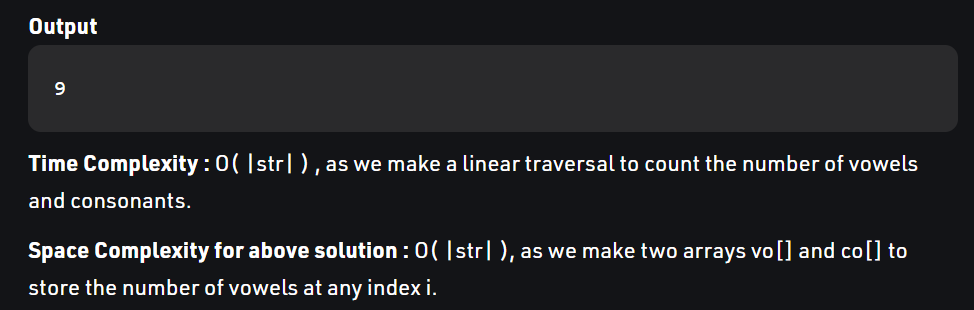 Output
9
Time Complexity : O( |str| ) , as we make a linear traversal to count the number of vowels
and consonants.
Space Complexity for above solution : O( |str| ), as we make two arrays vo[] and co[] to
store the number of vowels at any index i.